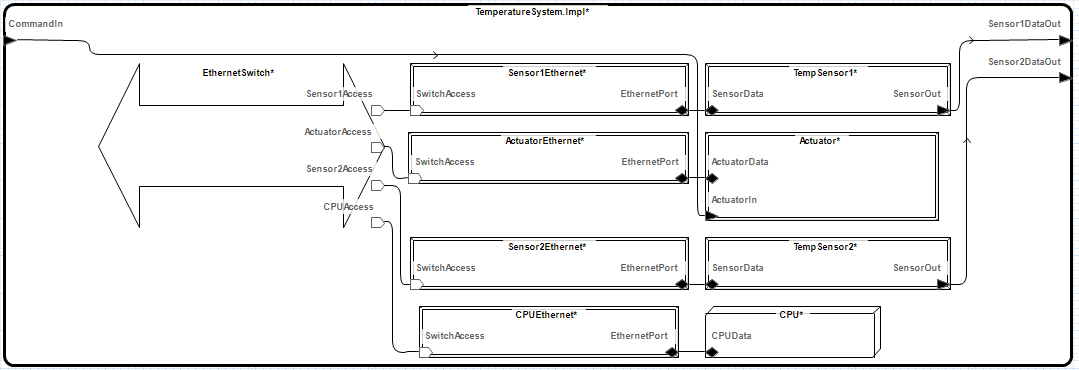 TemperatureSystem.Impl*
CommandIn
Sensor1DataOut
Sensor2DataOut
EthernetSwitch*
Sensor1Access
ActuatorAccess
Sensor2Access
CPUAccess
Sensor1Ethernet*
SwitchAccess
EthernetPort
TempSensor1*
SensorData
SensorOut
ActuatorEthernet*
SwitchAccess
EthernetPort
Actuator*
ActuatorData
ActuatorIn
Sensor2Ethernet*
SwitchAccess
EthernetPort
TempSensor2*
SensorData
SensorOut
CPUEthernet*
SwitchAccess
EthernetPort
CPU*
CPUData